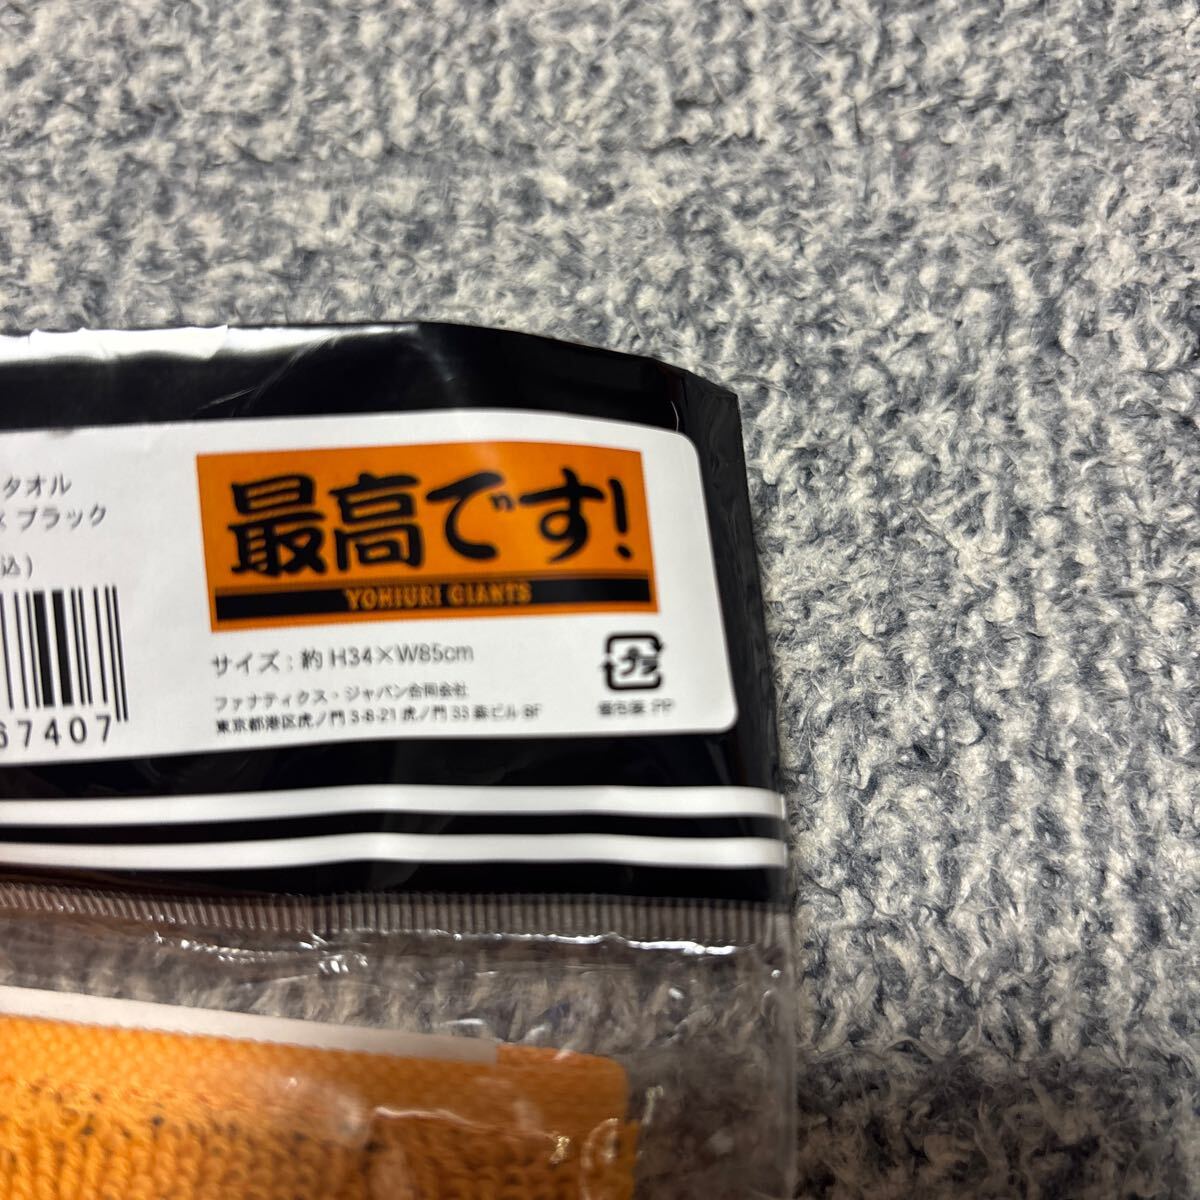 タオル
ブラック
込)
67407
最高です!
YOMIURI GIANTS
サイズ:約 H34×W85cm
ファナティクス・ジャパン合同会社
東京都港区虎ノ門 3-8-21 虎ノ門 33 森ビル 8F
プラ
個包装:PP